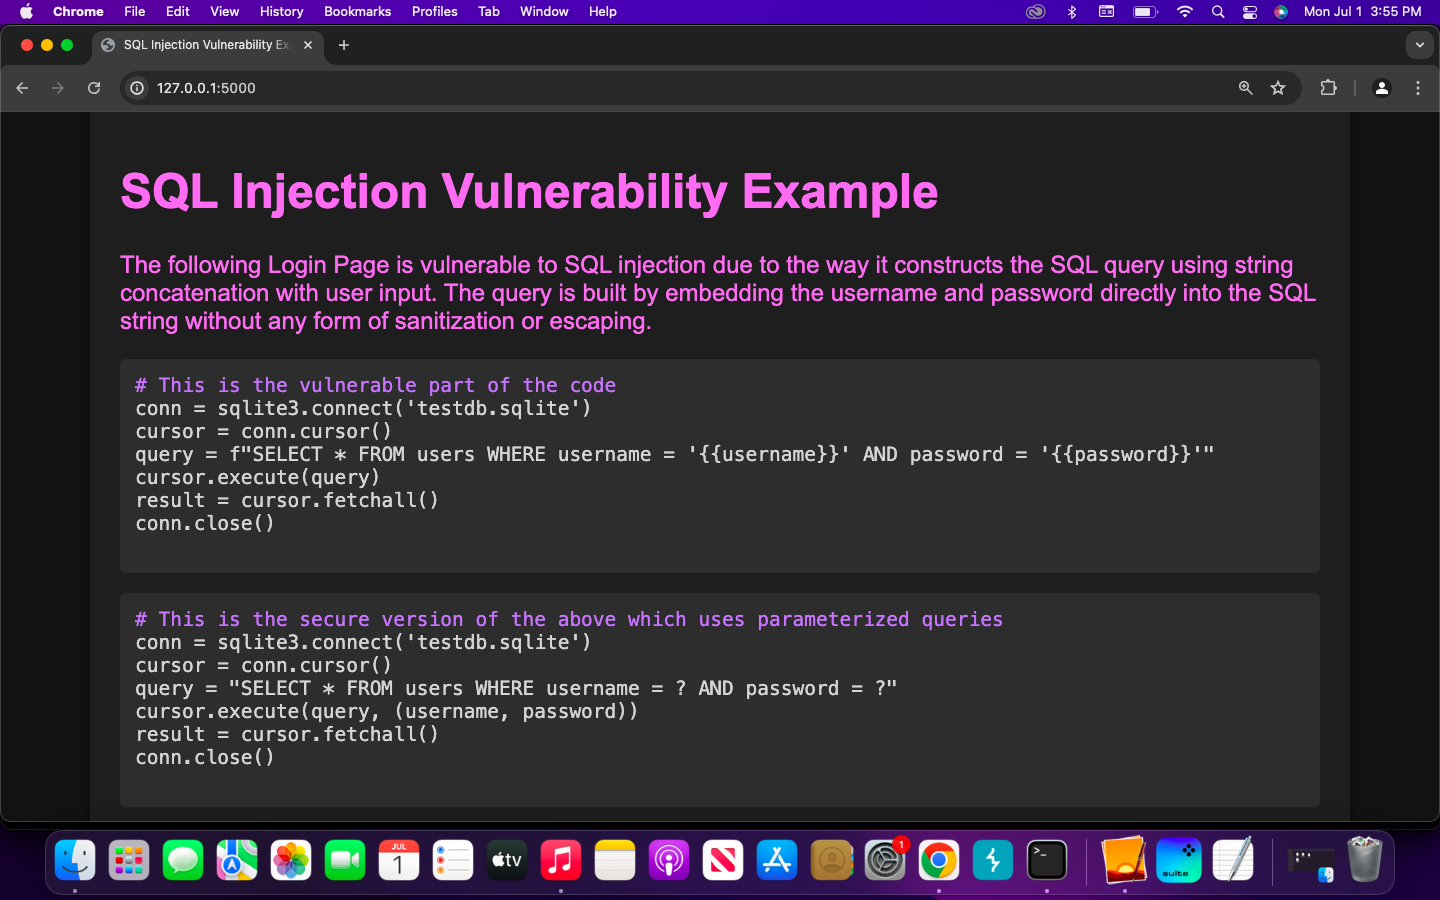 Chrome File Edit View History Bookmarks Profiles Tab Window Help Mon Jul 1 3:55 PM
SQL Injection Vulnerability Ex
127.0.0.1:5000
SQL Injection Vulnerability Example
The following Login Page is vulnerable to SQL injection due to the way it constructs the SQL query using string
concatenation with user input. The query is built by embedding the username and password directly into the SQL
string without any form of sanitization or escaping.
# This is the vulnerable part of the code
conn = sqlite3.connect('testdb.sqlite')
cursor = conn.cursor()
query = f"SELECT * FROM users WHERE username = '{{username}}' AND password = '{{password}}'"
cursor.execute(query)
result = cursor.fetchall()
conn.close()
# This is the secure version of the above which uses parameterized queries
conn = sqlite3.connect('testdb.sqlite')
cursor = conn.cursor()
query = "SELECT * FROM users WHERE username = ? AND password = ?"
cursor.execute(query, (username, password))
result = cursor.fetchall()
conn.close()
JUL
1
tv
1
>_
suite